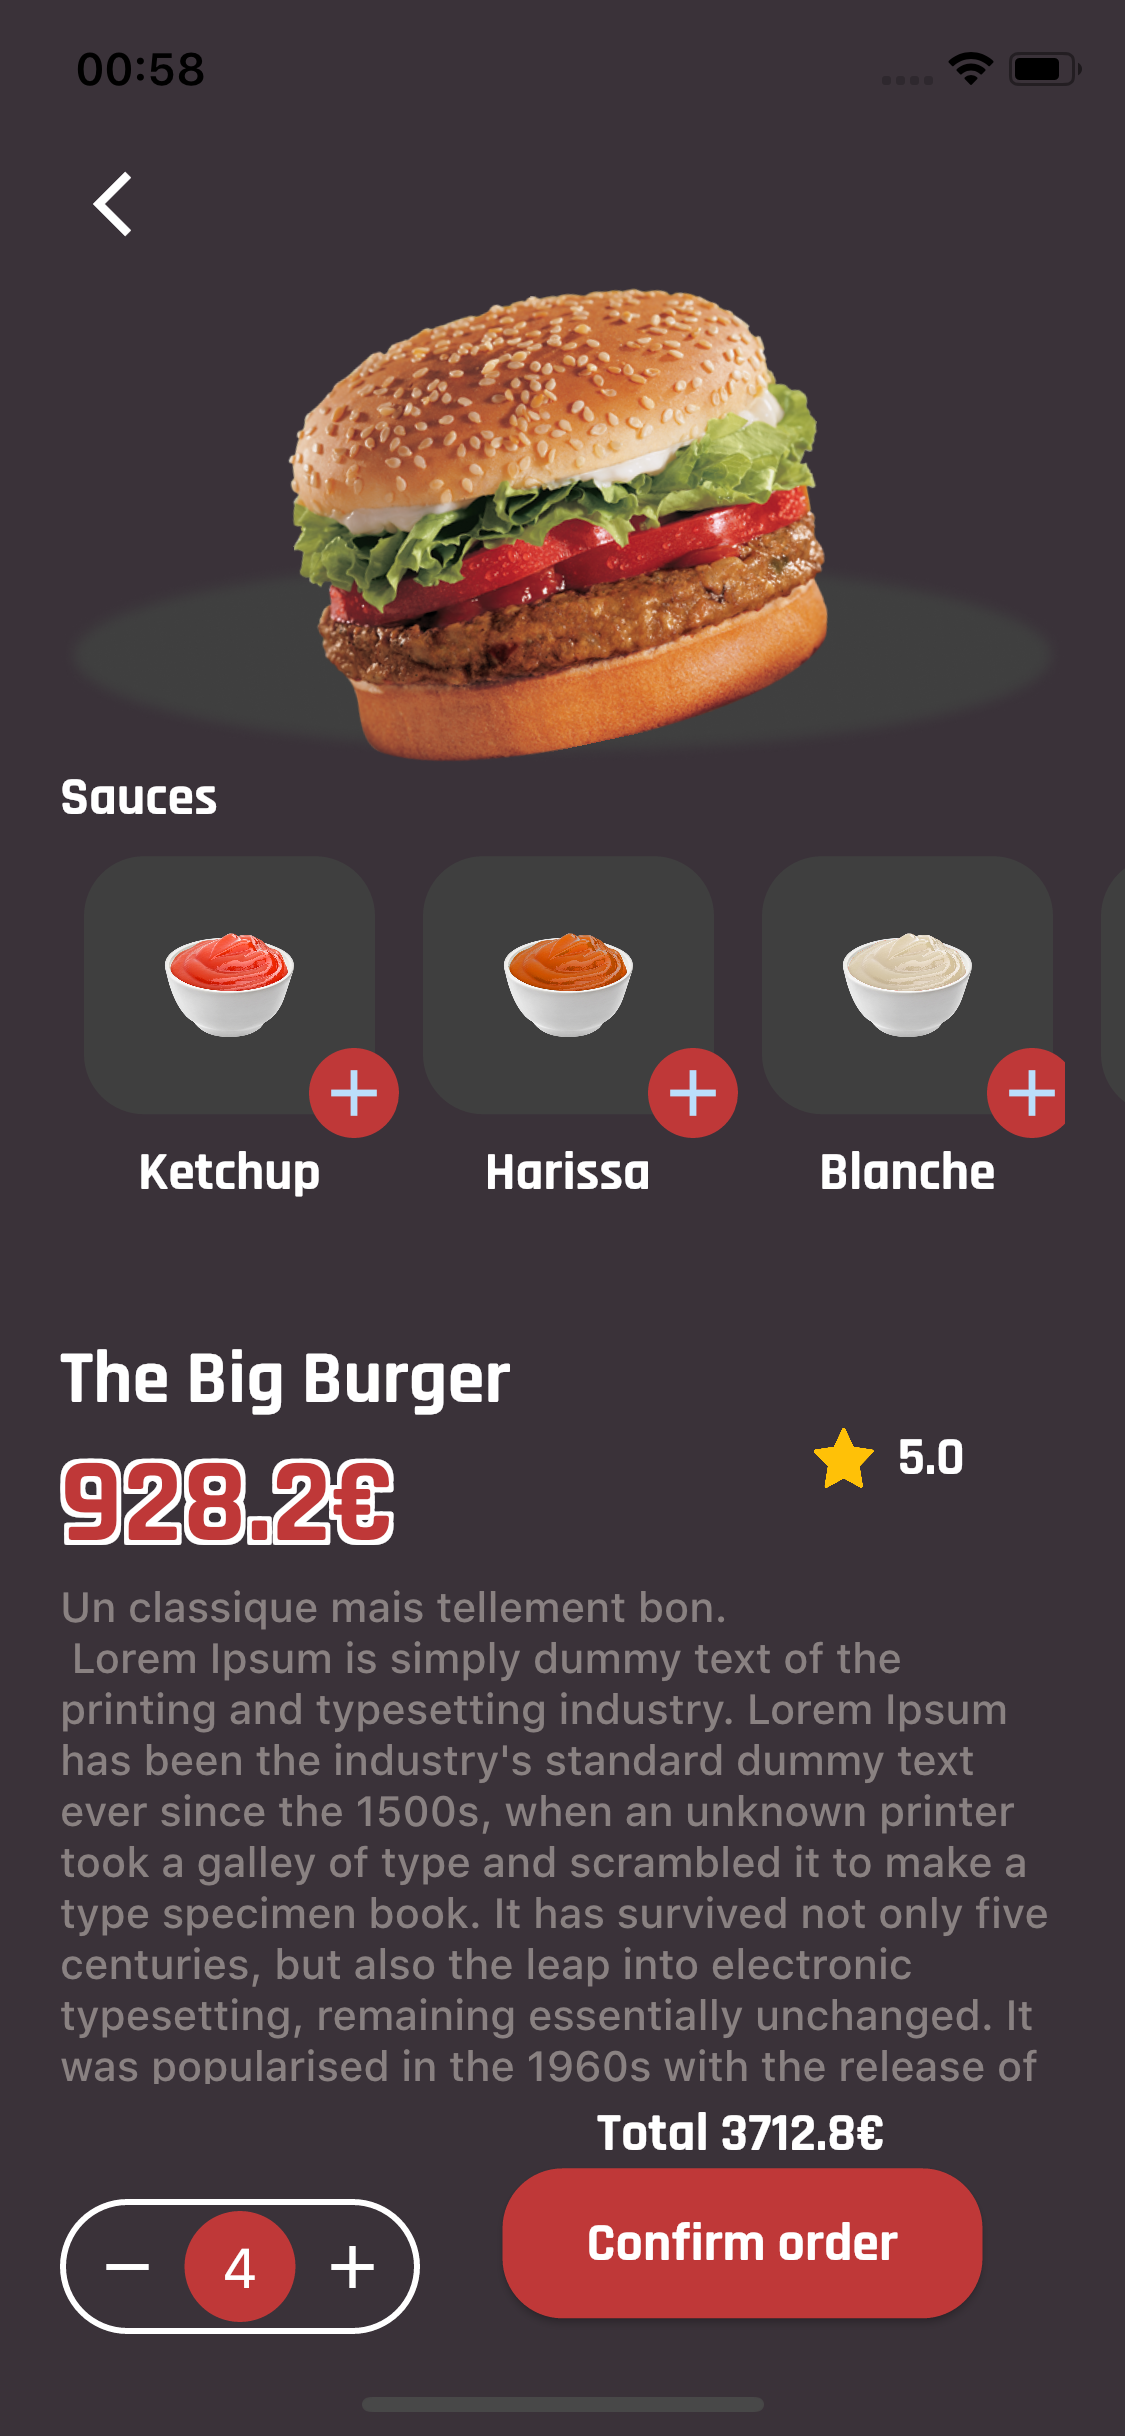 00:58
Sauces
Ketchup
Harissa
Blanche
The Big Burger
928.2€
5.0
Un classique mais tellement bon.
Lorem Ipsum is simply dummy text of the
printing and typesetting industry. Lorem Ipsum
has been the industry's standard dummy text
ever since the 1500s, when an unknown printer
took a galley of type and scrambled it to make a
type specimen book. It has survived not only five
centuries, but also the leap into electronic
typesetting, remaining essentially unchanged. It
was popularised in the 1960s with the release of
Total 3712.8€
4
Confirm order